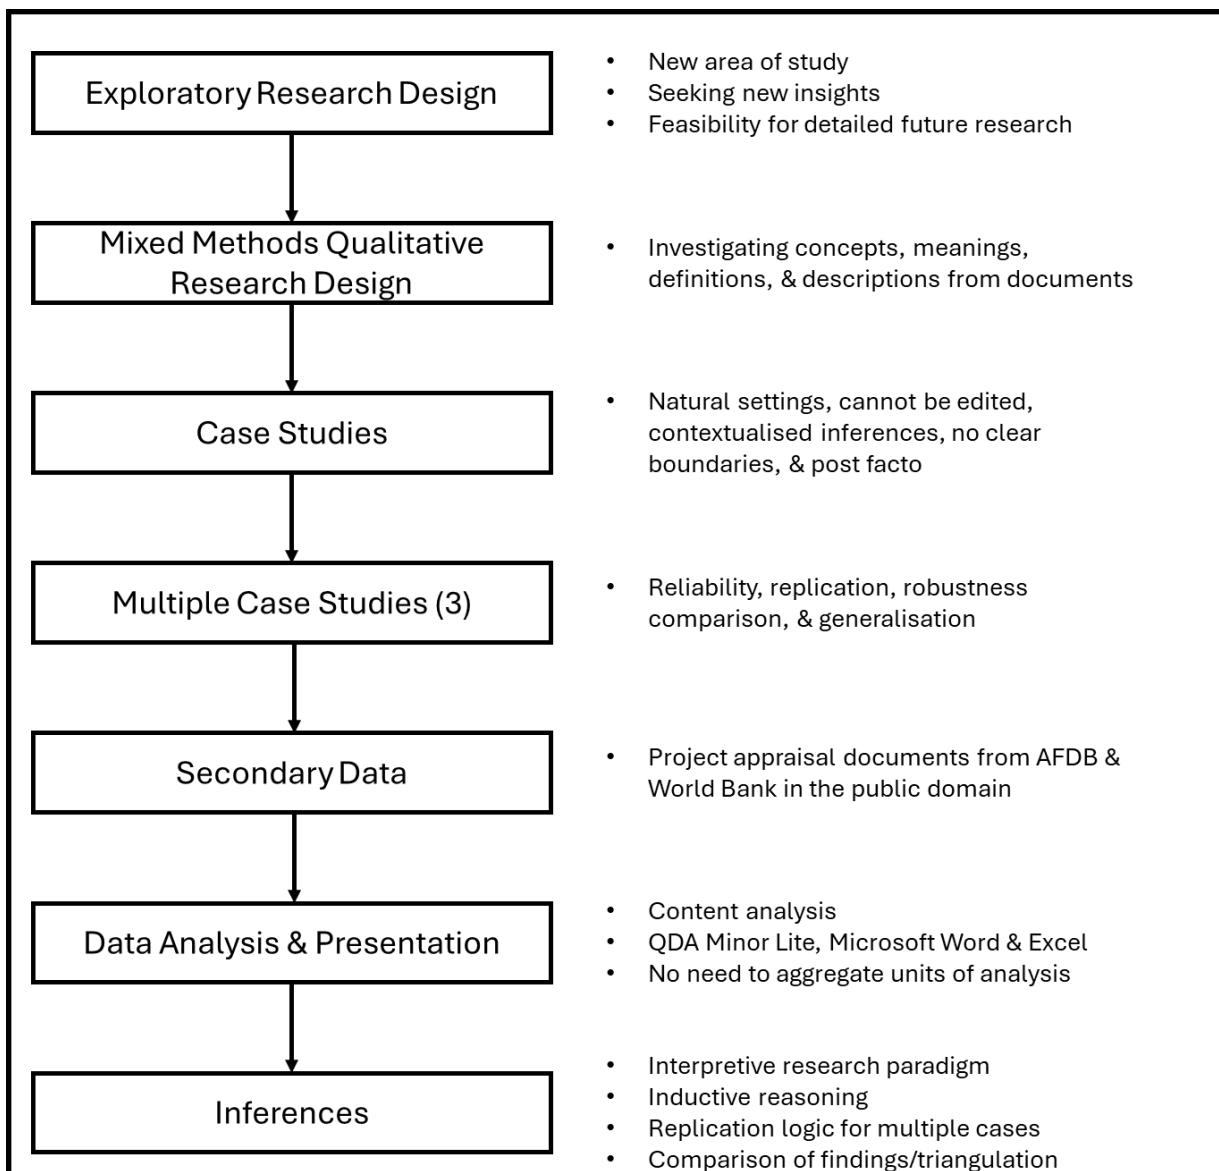 Exploratory Research Design
• New area of study
• Seeking new insights
• Feasibility for detailed future research
Mixed Methods Qualitative
Research Design
• Investigating concepts, meanings,
definitions, & descriptions from documents
Case Studies
• Natural settings, cannot be edited,
contextualised inferences, no clear
boundaries, & post facto
Multiple Case Studies (3)
• Reliability, replication, robustness
comparison, & generalisation
Secondary Data
• Project appraisal documents from AFDB &
World Bank in the public domain
Data Analysis & Presentation
• Content analysis
• QDA Minor Lite, Microsoft Word & Excel
• No need to aggregate units of analysis
Inferences
• Interpretive research paradigm
• Inductive reasoning
• Replication logic for multiple cases
• Comparison of findings/triangulation